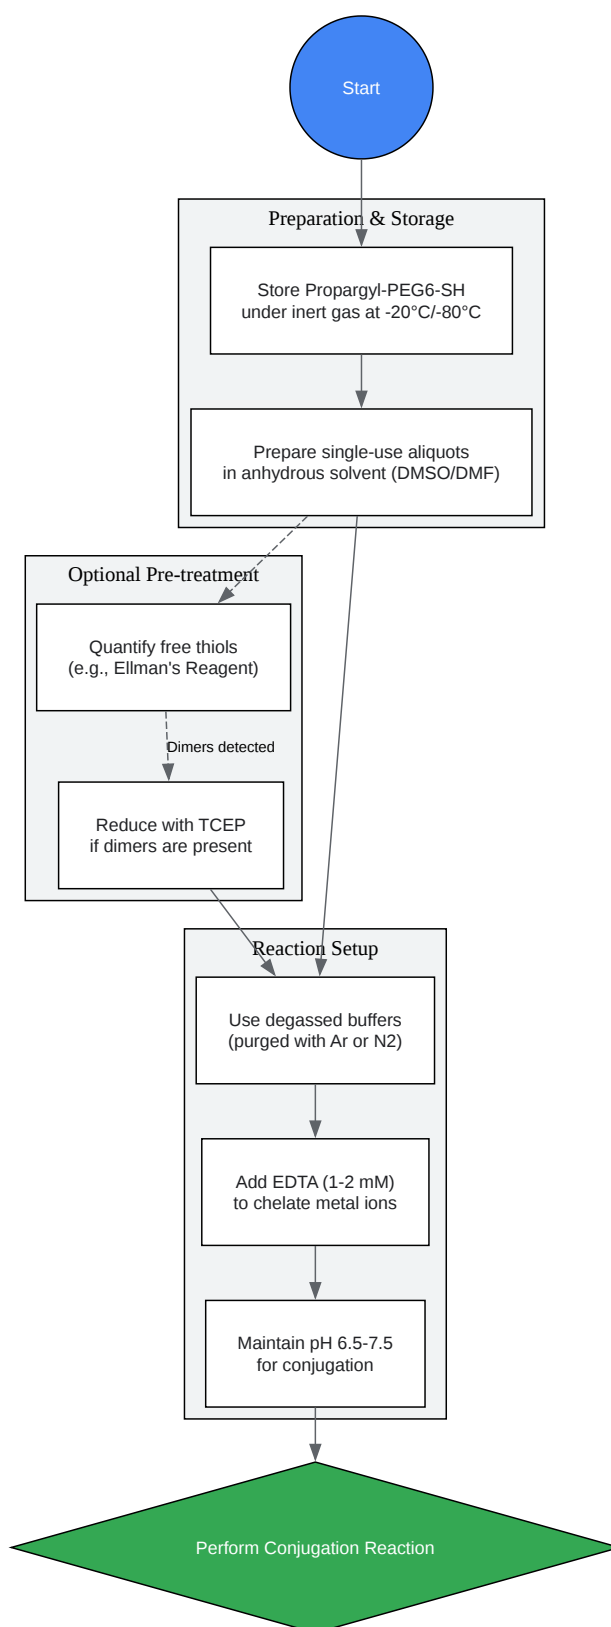 Start
Preparation & Storage
Store Propargyl-PEG6-SH
under inert gas at -20°C/-80°C
Prepare single-use aliquots
in anhydrous solvent (DMSO/DMF)
Optional Pre-treatment
Quantify free thiols
(e.g., Ellman's Reagent)
Dimers detected
Reduce with TCEP
if dimers are present
Reaction Setup
Use degassed buffers
(purged with Ar or N2)
Add EDTA (1-2 mM)
to chelate metal ions
Maintain pH 6.5-7.5
for conjugation
Perform Conjugation Reaction